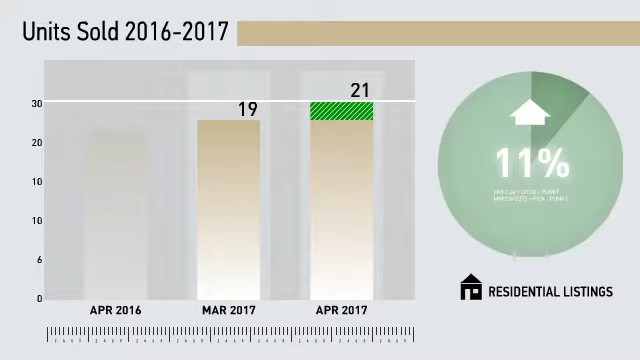 Units Sold 2016-2017
21
19
30
20
10
10
6
0
APR 2016
MAR 2017
APR 2017
11%
RESIDENTIAL LISTINGS